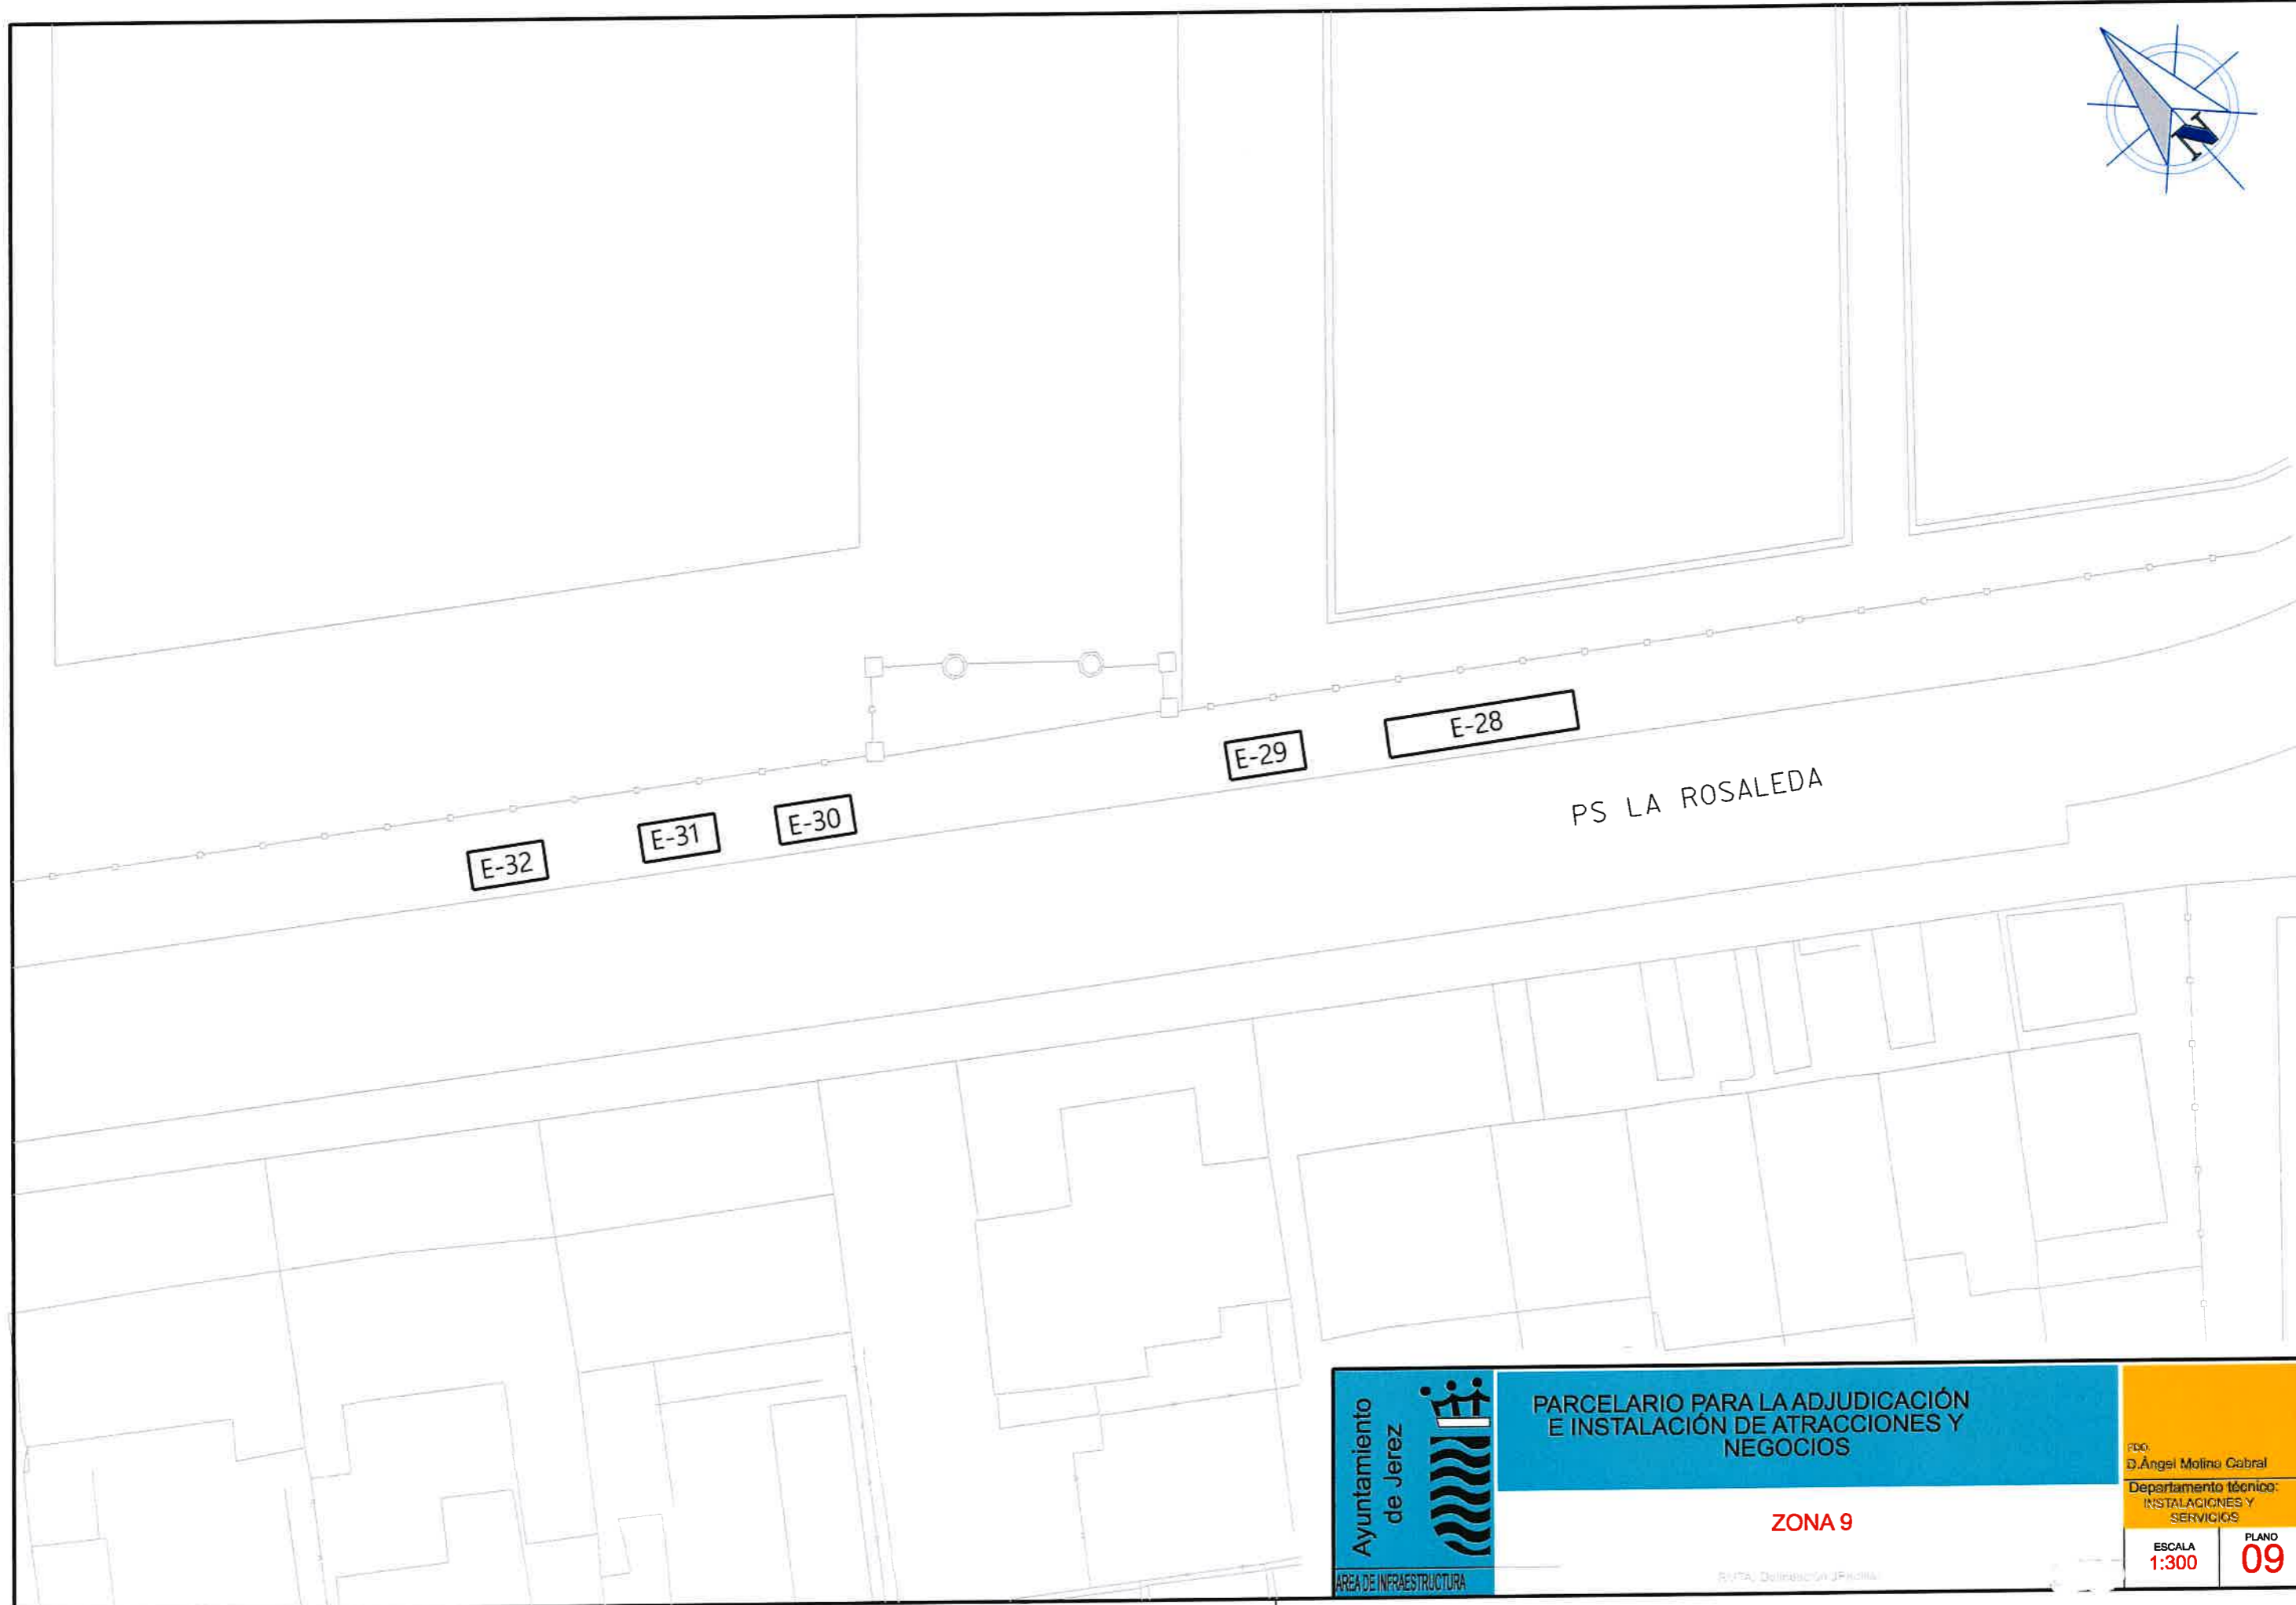 N
E-28
E-29
E-30
E-31
E-32
PS LA ROSALEDA
Ayuntamiento
de Jerez
AREA DE INFRAESTRUCTURA
PARCELARIO PARA LA ADJUDICACIÓN
E INSTALACIÓN DE ATRACCIONES Y
NEGOCIOS
ZONA 9
FDO.
D.Ángel Molina Cabral
Departamento técnico:
INSTALACIONES Y
SERVICIOS
ESCALA
1:300
PLANO
09